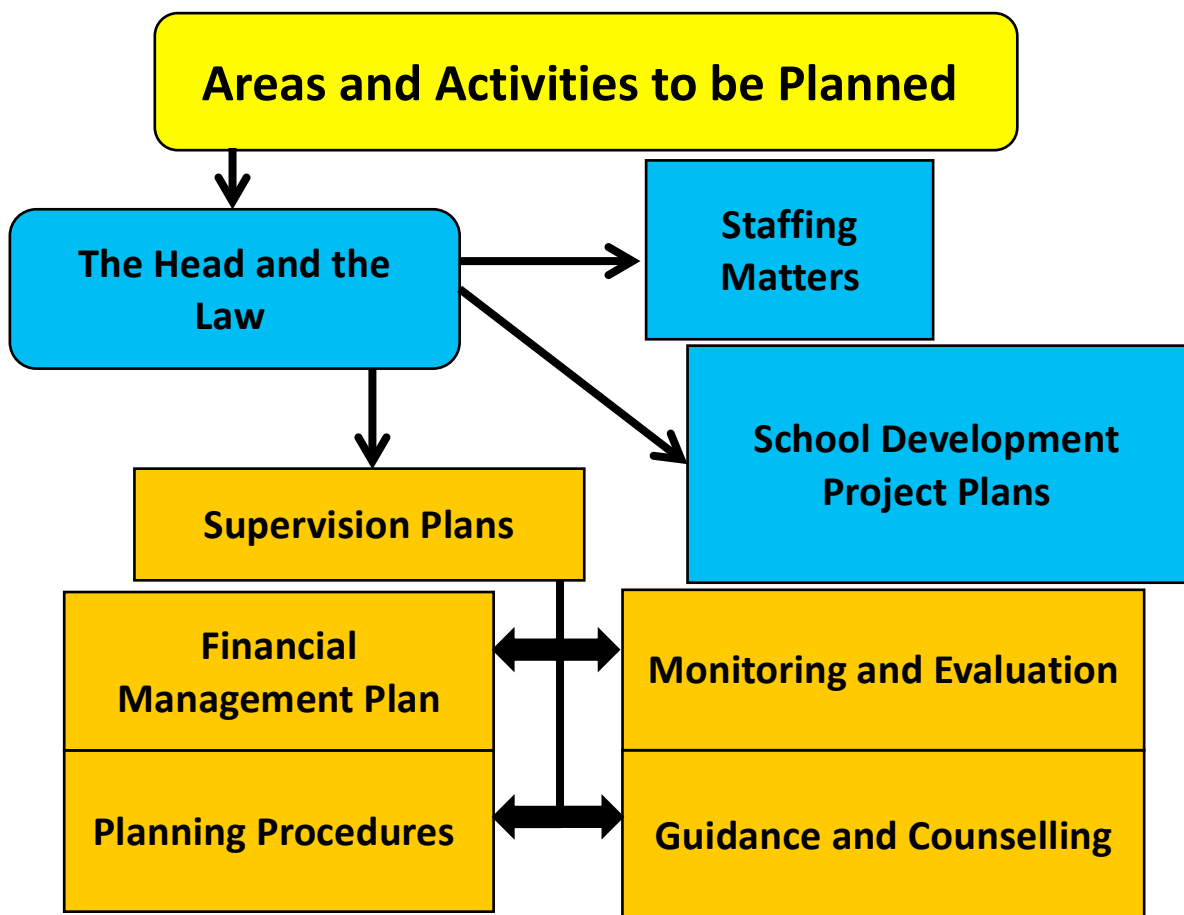 Areas and Activities to be Planned
The Head and the
Law
Staffing
Matters
School Development
Project Plans
Supervision Plans
Financial
Management Plan
Monitoring and Evaluation
Planning Procedures
Guidance and Counselling